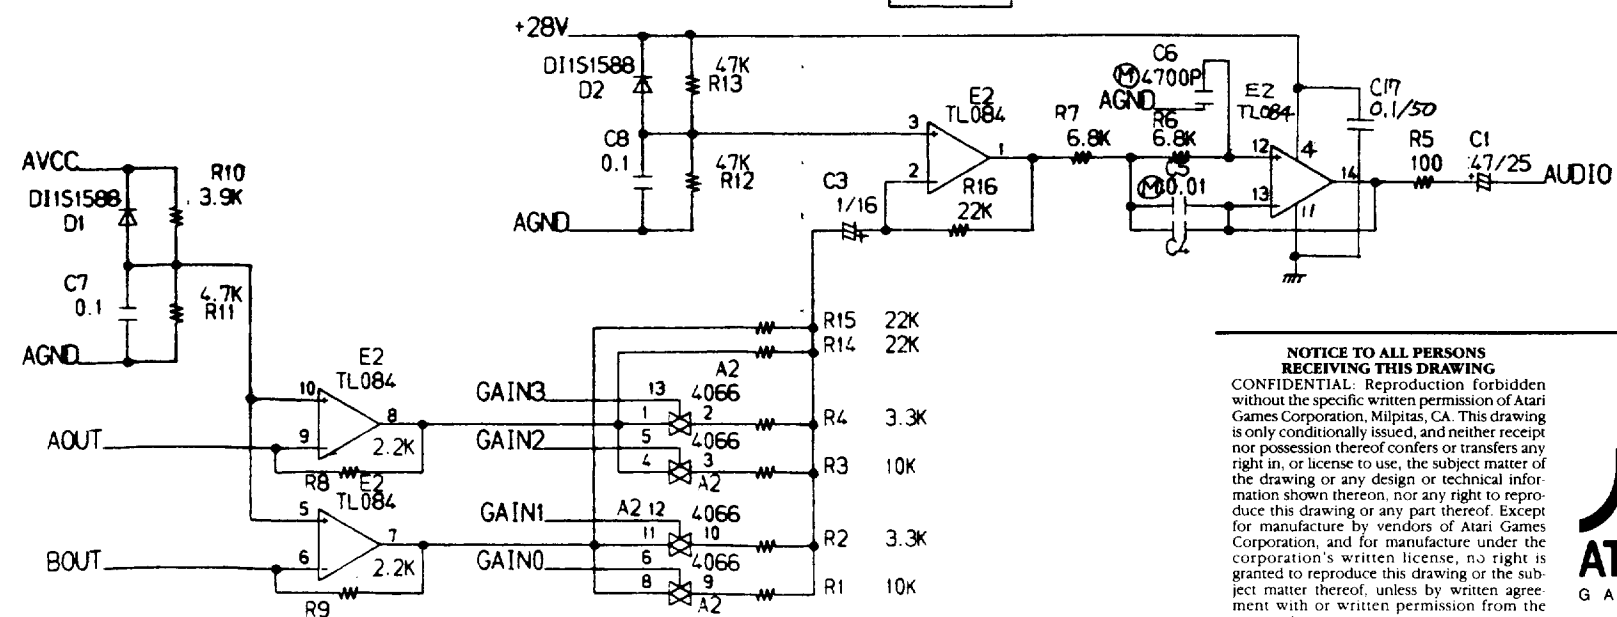 +28V
DI1S1588
D2
47K
R13
C8
0.1
47K
R12
AGND
3
2
E2
TL084
1
R16
22K
C3
1/16
R7
6.8K
C6
M 4700P
AGND
R6
6.8K
C5
M 0.01
C4
E2
TL084
12
13
4
11
14
C17
0.1/50
R5
100
C1
47/25
AUDIO
AVCC
DI1S1588
D1
R10
3.9K
C7
0.1
4.7K
R11
AGND
E2
TL084
10
9
8
2.2K
R8
AOUT
E2
TL084
5
6
7
2.2K
R9
BOUT
R15 22K
R14 22K
A2
GAIN3 13 4066
1 2
R4 3.3K
GAIN2 5 4066
4 3
A2
R3 10K
GAIN1 A2 12 4066
11 10
R2 3.3K
GAIN0 6 4066
8 9
A2
R1 10K
NOTICE TO ALL PERSONS
RECEIVING THIS DRAWING
CONFIDENTIAL: Reproduction forbidden
without the specific written permission of Atari
Games Corporation, Milpitas, CA. This drawing
is only conditionally issued, and neither receipt
nor possession thereof confers or transfers any
right in, or license to use, the subject matter of
the drawing or any design or technical infor-
mation shown thereon, nor any right to repro-
duce this drawing or any part thereof. Except
for manufacture by vendors of Atari Games
Corporation, and for manufacture under the
corporation's written license, no right is
granted to reproduce this drawing or the sub-
ject matter thereof, unless by written agree-
ment with or written permission from the
AT
G A